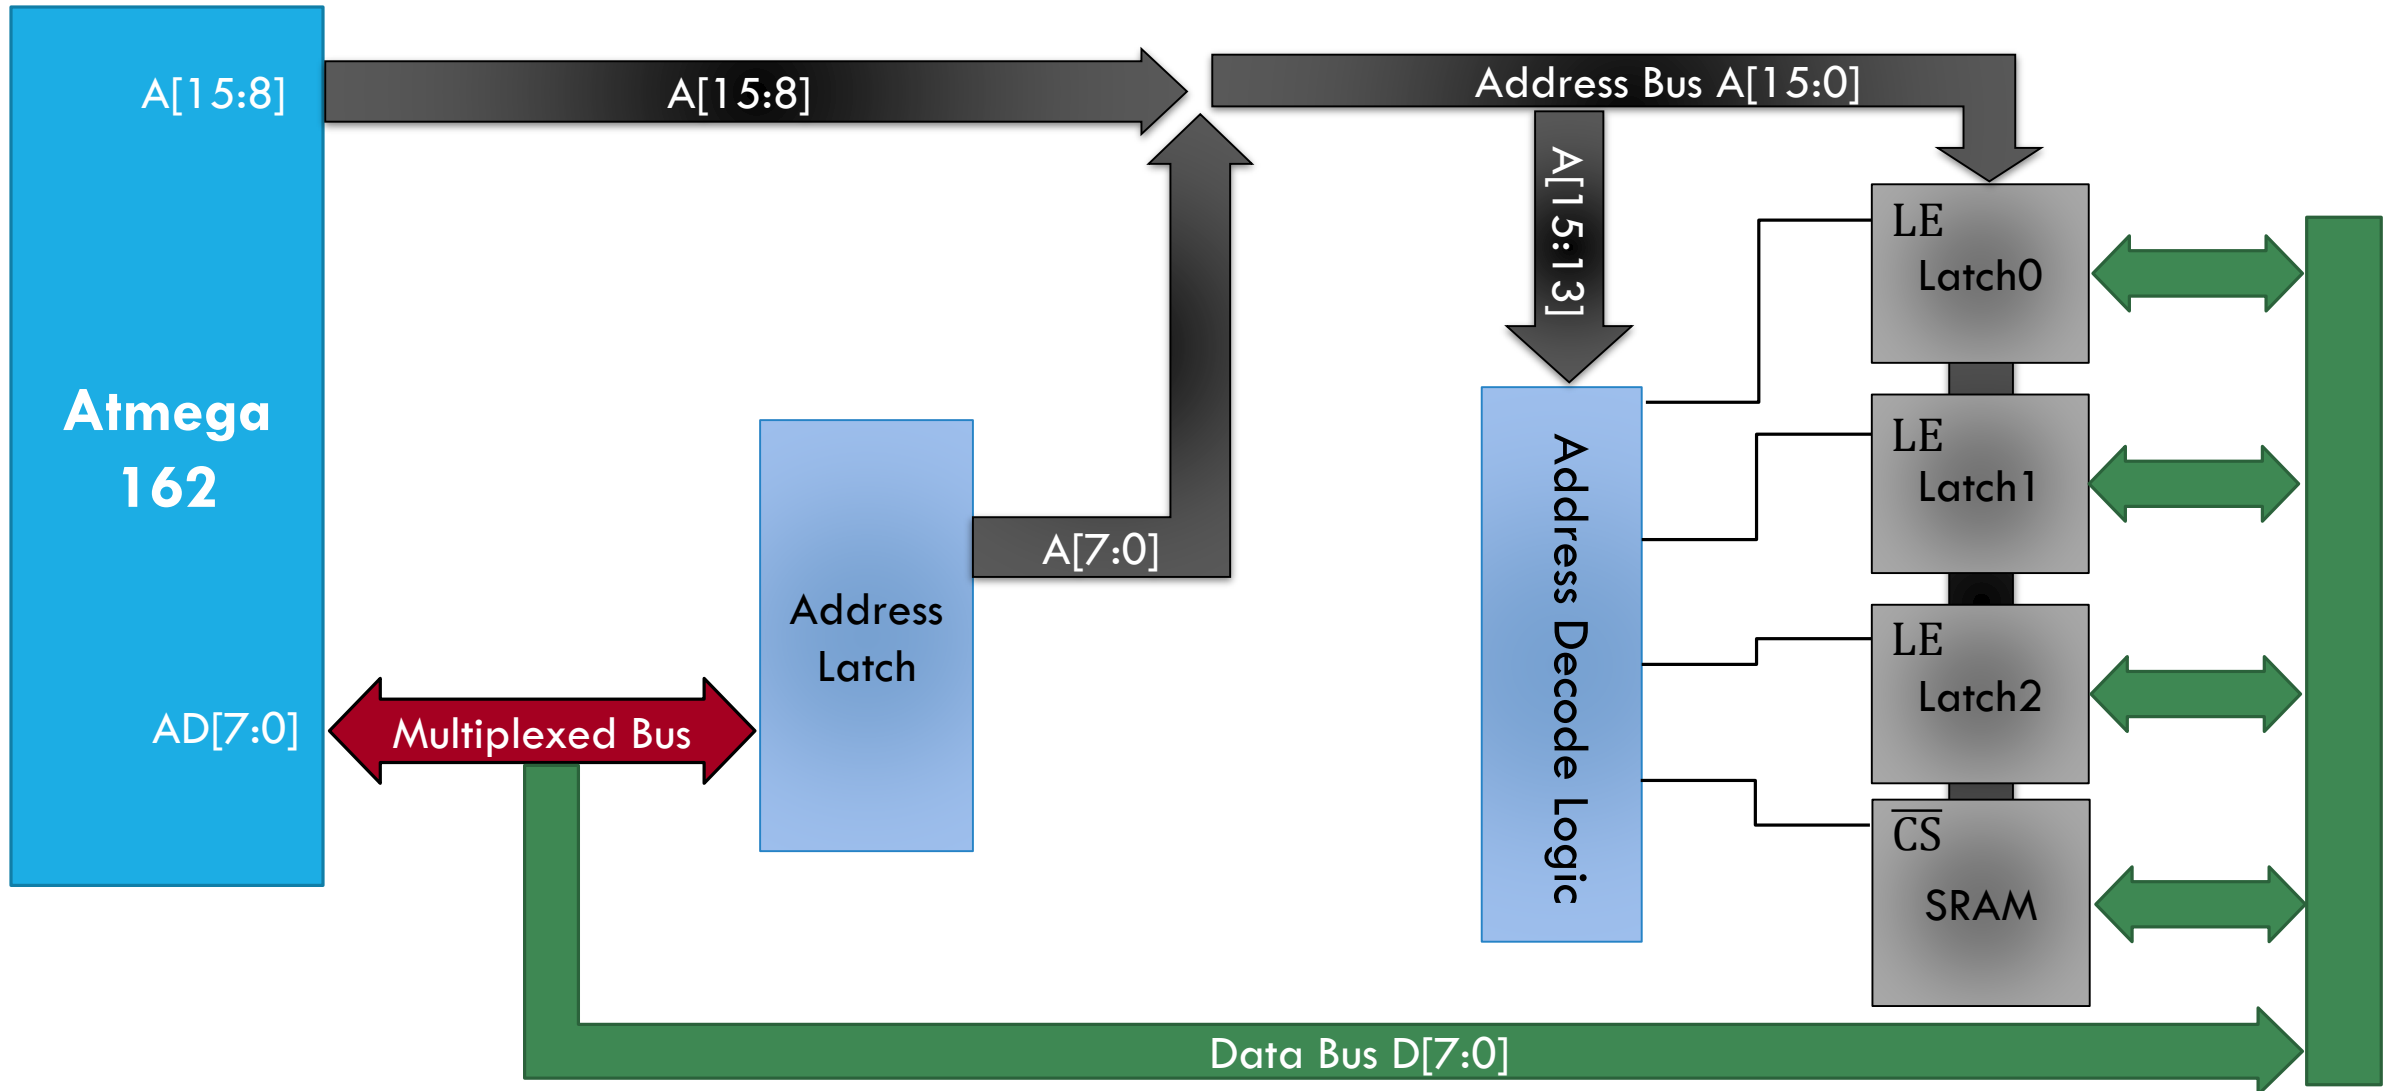 A[15:8]
A[15:8]
Address Bus A[15:0]
A[15:13]
LE
Latch0
Atmega
162
LE
Latch1
Address Decode Logic
A[7:0]
Address
Latch
LE
Latch2
AD[7:0]
Multiplexed Bus
C̅S̅
SRAM
Data Bus D[7:0]